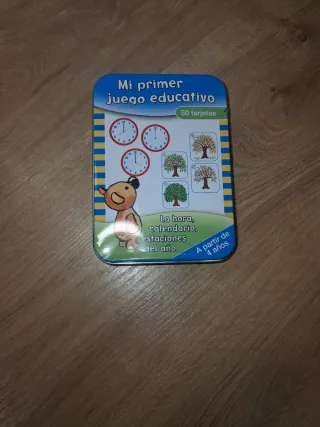 Mi primer
juego educativo
50 tarjetas
La hora,
calendario,
estaciones
del año
A partir de
4 años